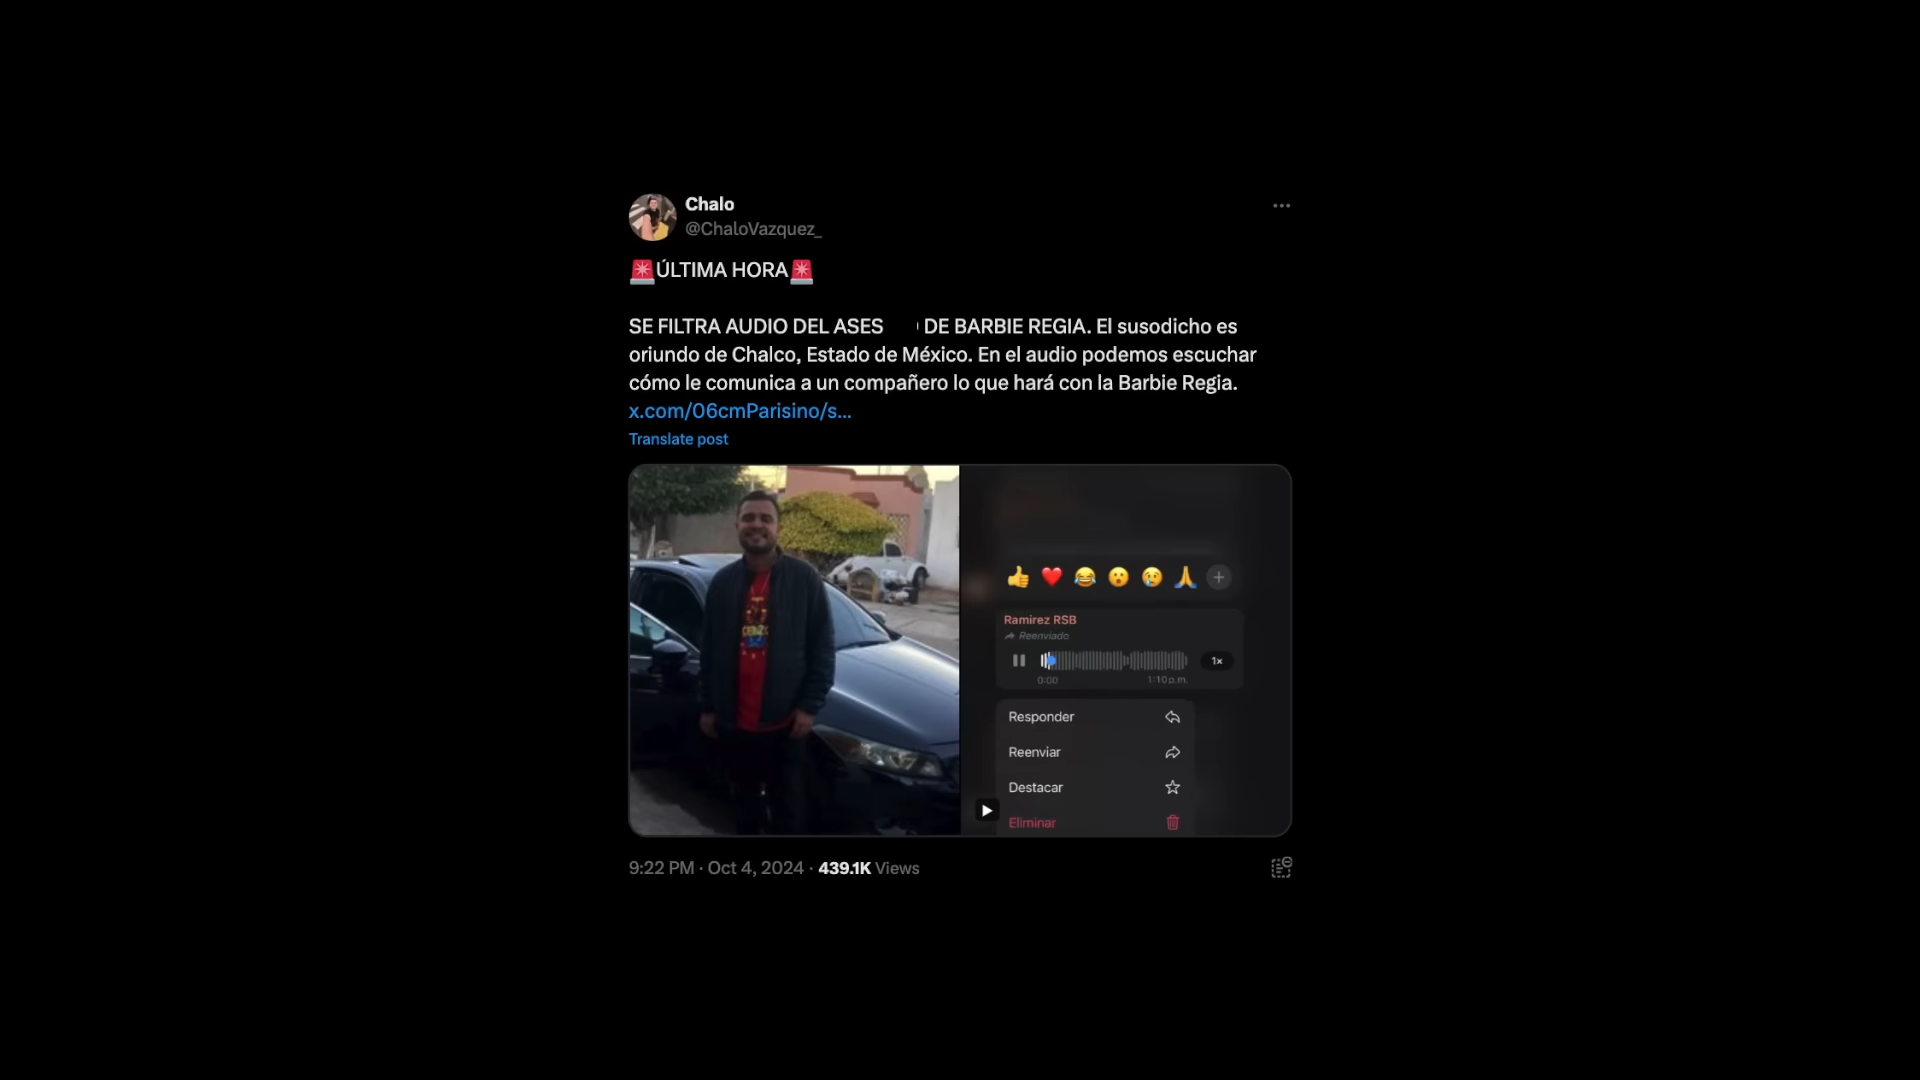 Chalo
@ChaloVazquez_
🚨ÚLTIMA HORA🚨
SE FILTRA AUDIO DEL ASES DE BARBIE REGIA. El susodicho es
oriundo de Chalco, Estado de México. En el audio podemos escuchar
cómo le comunica a un compañero lo que hará con la Barbie Regia.
x.com/06cmParisino/s...
Translate post
Ramirez RSB
Reenviado
0:00 1:10 p.m.
1x
Responder
Reenviar
Destacar
Eliminar
9:22 PM · Oct 4, 2024 · 439.1K Views